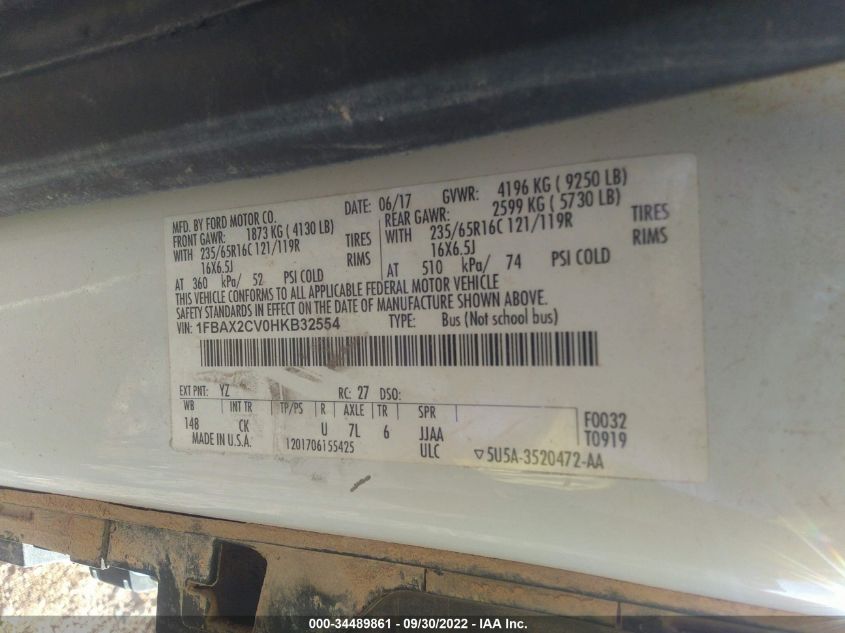 MFD. BY FORD MOTOR CO. DATE: 06/17 GVWR: 4196 KG ( 9250 LB)
FRONT GAWR: 1873 KG ( 4130 LB) REAR GAWR: 2599 KG ( 5730 LB)
WITH 235/65R16C 121/119R TIRES WITH 235/65R16C 121/119R TIRES
16X6.5J RIMS 16X6.5J RIMS
AT 360 kPa/ 52 PSI COLD AT 510 kPa/ 74 PSI COLD
THIS VEHICLE CONFORMS TO ALL APPLICABLE FEDERAL MOTOR VEHICLE
SAFETY STANDARDS IN EFFECT ON THE DATE OF MANUFACTURE SHOWN ABOVE.
VIN: 1FBAX2CV0HKB32554 TYPE: Bus (Not school bus)
EXT PNT: YZ RC: 27 DSO:
WB INT TR TP/PS R AXLE TR SPR
148 CK U 7L 6 JJAA F0032
MADE IN U.S.A. 1201706155425 ULC T0919
▽5U5A-3520472-AA
000-34489861 - 09/30/2022 - IAA Inc.